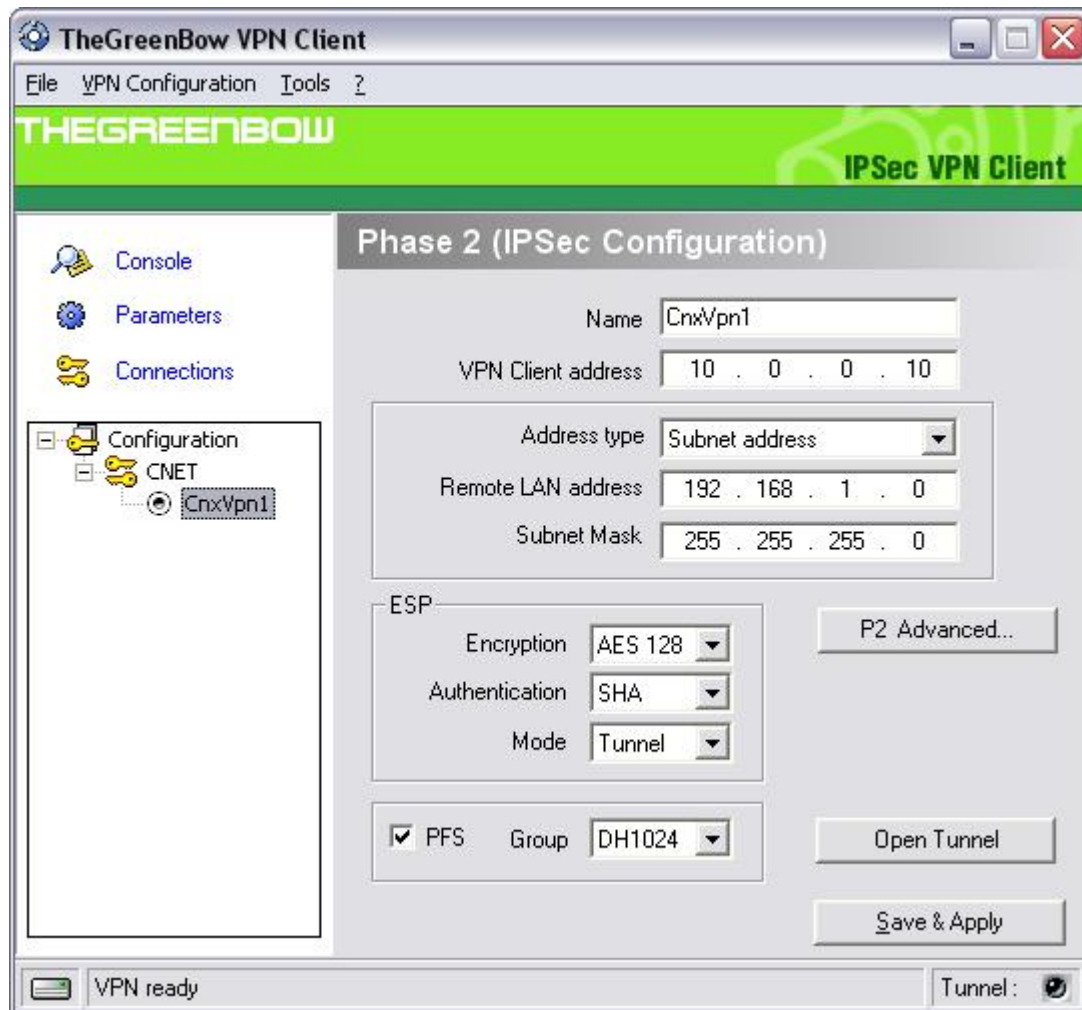 TheGreenBow VPN Client
File VPN Configuration Tools ?
THEGREENBOW
IPSec VPN Client
Console
Parameters
Connections
Configuration
CNET
CnxVpn1
Phase 2 (IPSec Configuration)
Name CnxVpn1
VPN Client address 10 . 0 . 0 . 10
Address type Subnet address
Remote LAN address 192 . 168 . 1 . 0
Subnet Mask 255 . 255 . 255 . 0
ESP
Encryption AES 128
Authentication SHA
Mode Tunnel
P2 Advanced...
PFS Group DH1024
Open Tunnel
Save & Apply
VPN ready
Tunnel :